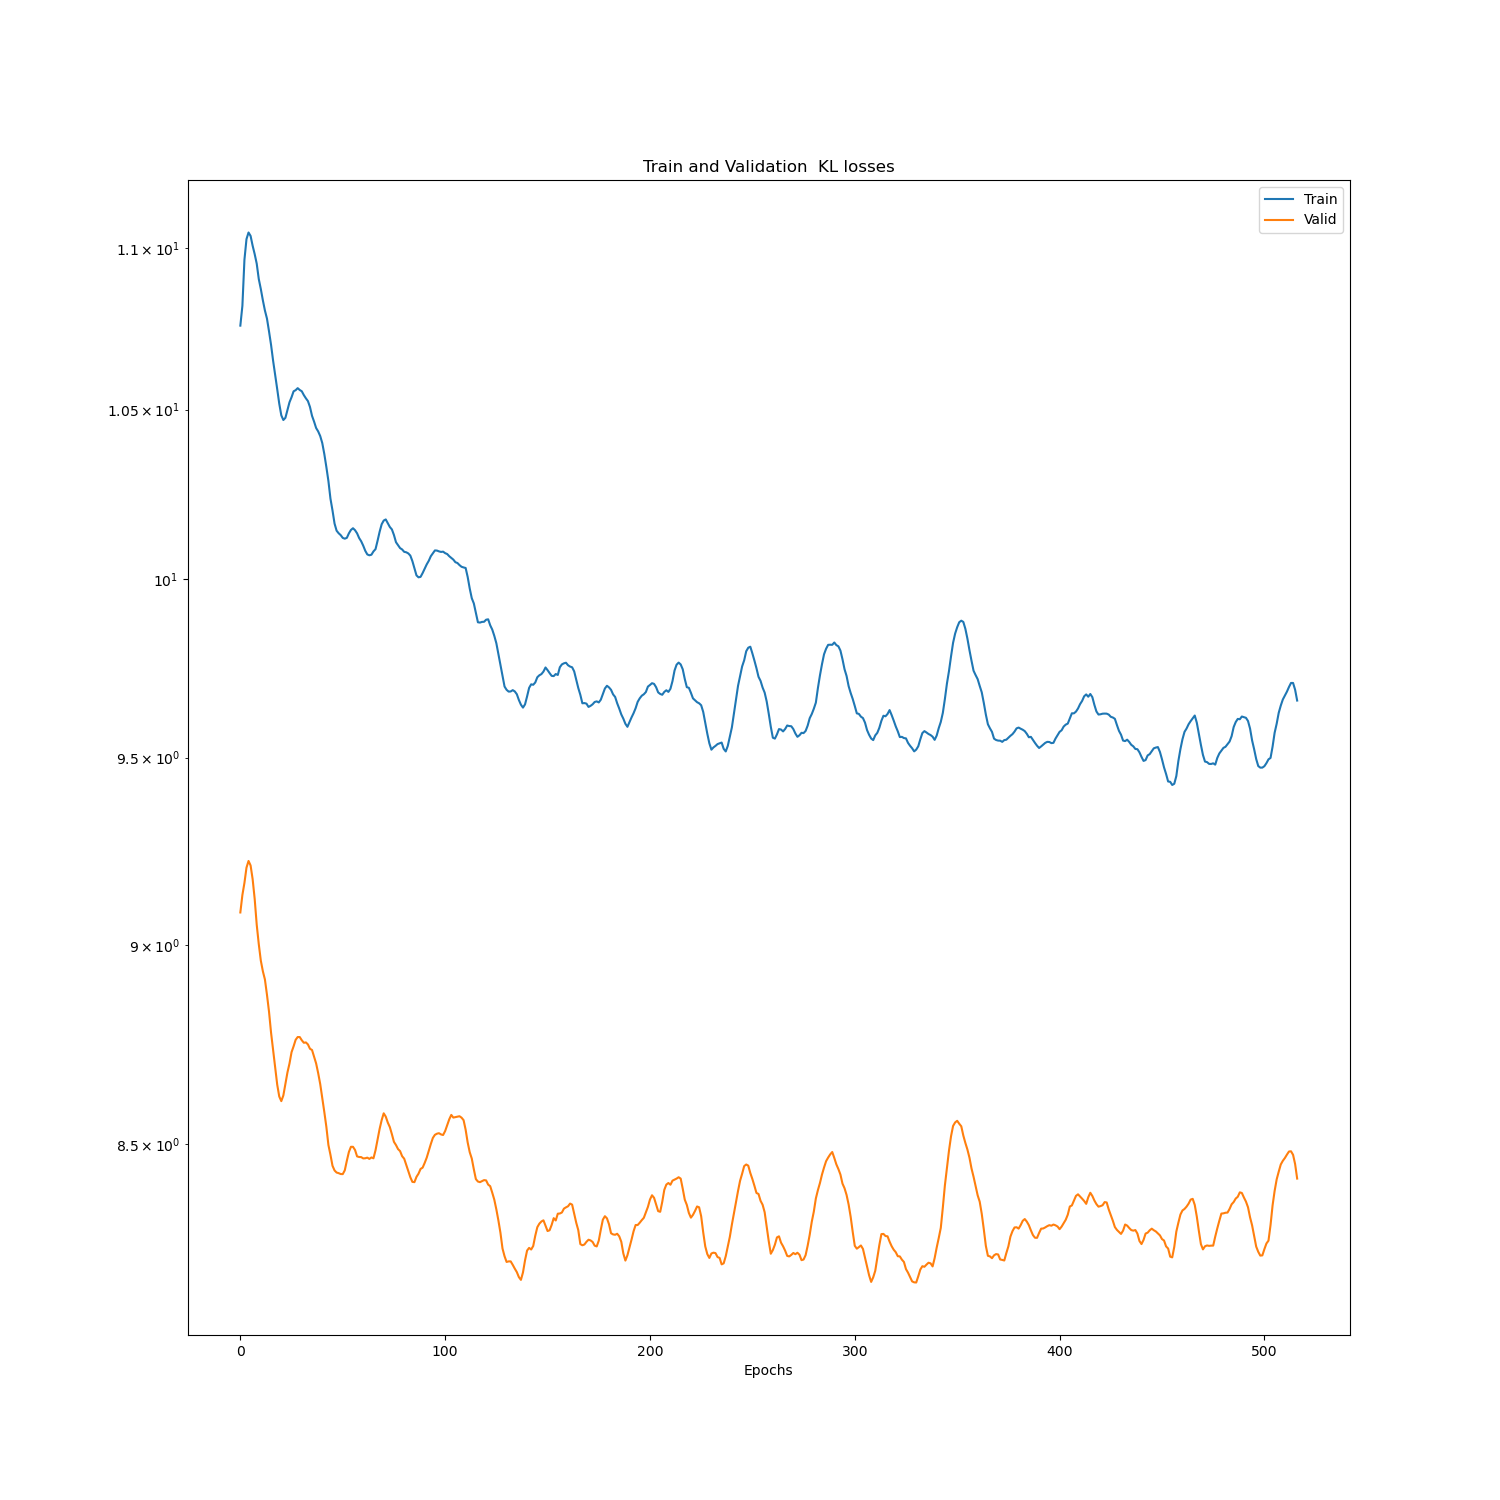 Train and Validation  KL losses
Train
Valid
1.1 × 10¹
1.05 × 10¹
10¹
9.5 × 10⁰
9 × 10⁰
8.5 × 10⁰
0 100 200 300 400 500
Epochs